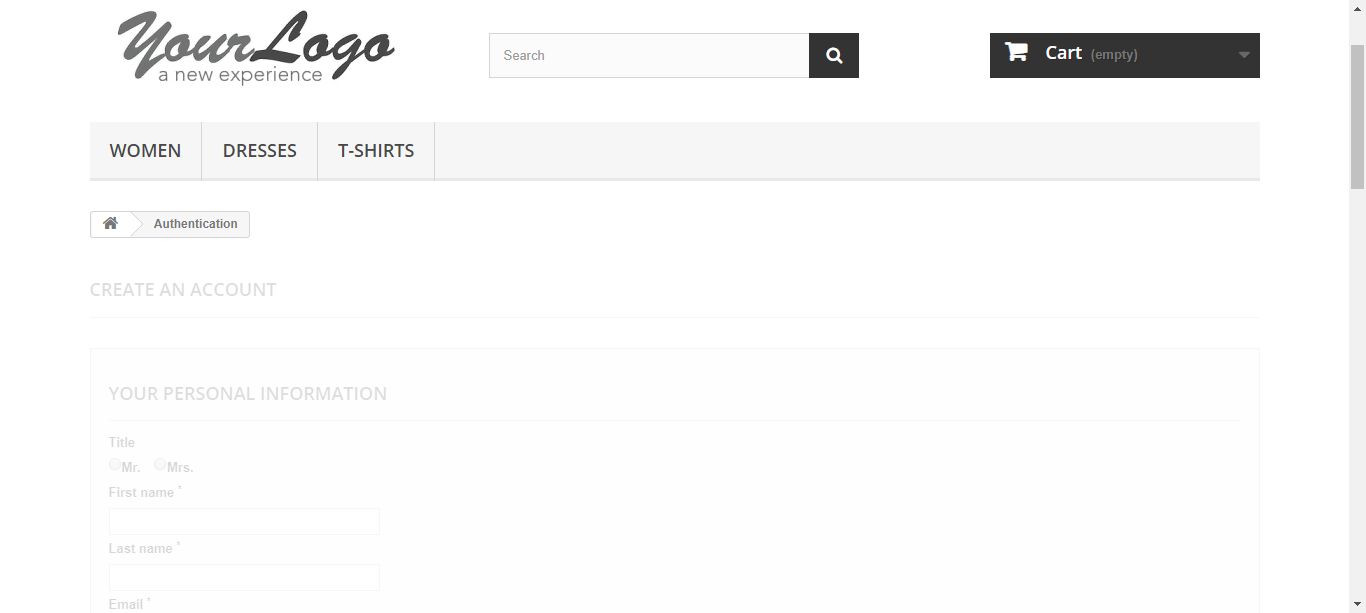 YourLogo
a new experience
Search
Cart (empty)
WOMEN DRESSES T-SHIRTS
Authentication
CREATE AN ACCOUNT
YOUR PERSONAL INFORMATION
Title
Mr. Mrs.
First name *
Last name *
Email *